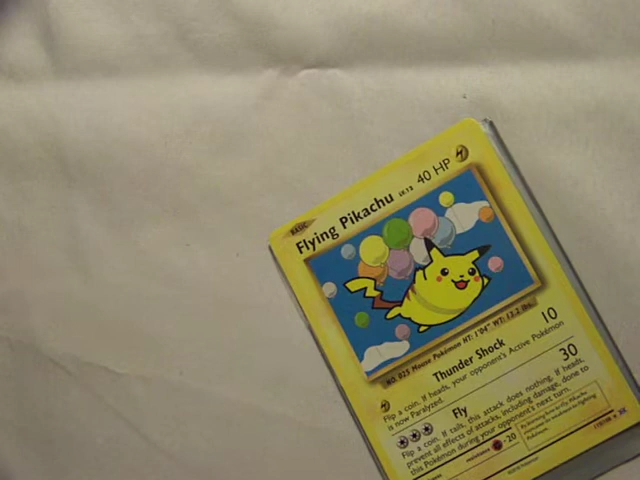 BASIC
Flying Pikachu LV.12 40 HP
NO. 025 Mouse Pokémon HT: 1'04" WT: 13.2 lbs.
Thunder Shock 10
Flip a coin. If heads, your opponent's Active Pokémon
is now Paralyzed.
Fly 30
Flip a coin. If tails, this attack does nothing. If heads,
prevent all effects of attacks, including damage, done to
this Pokémon during your opponent's next turn.
resistance -20